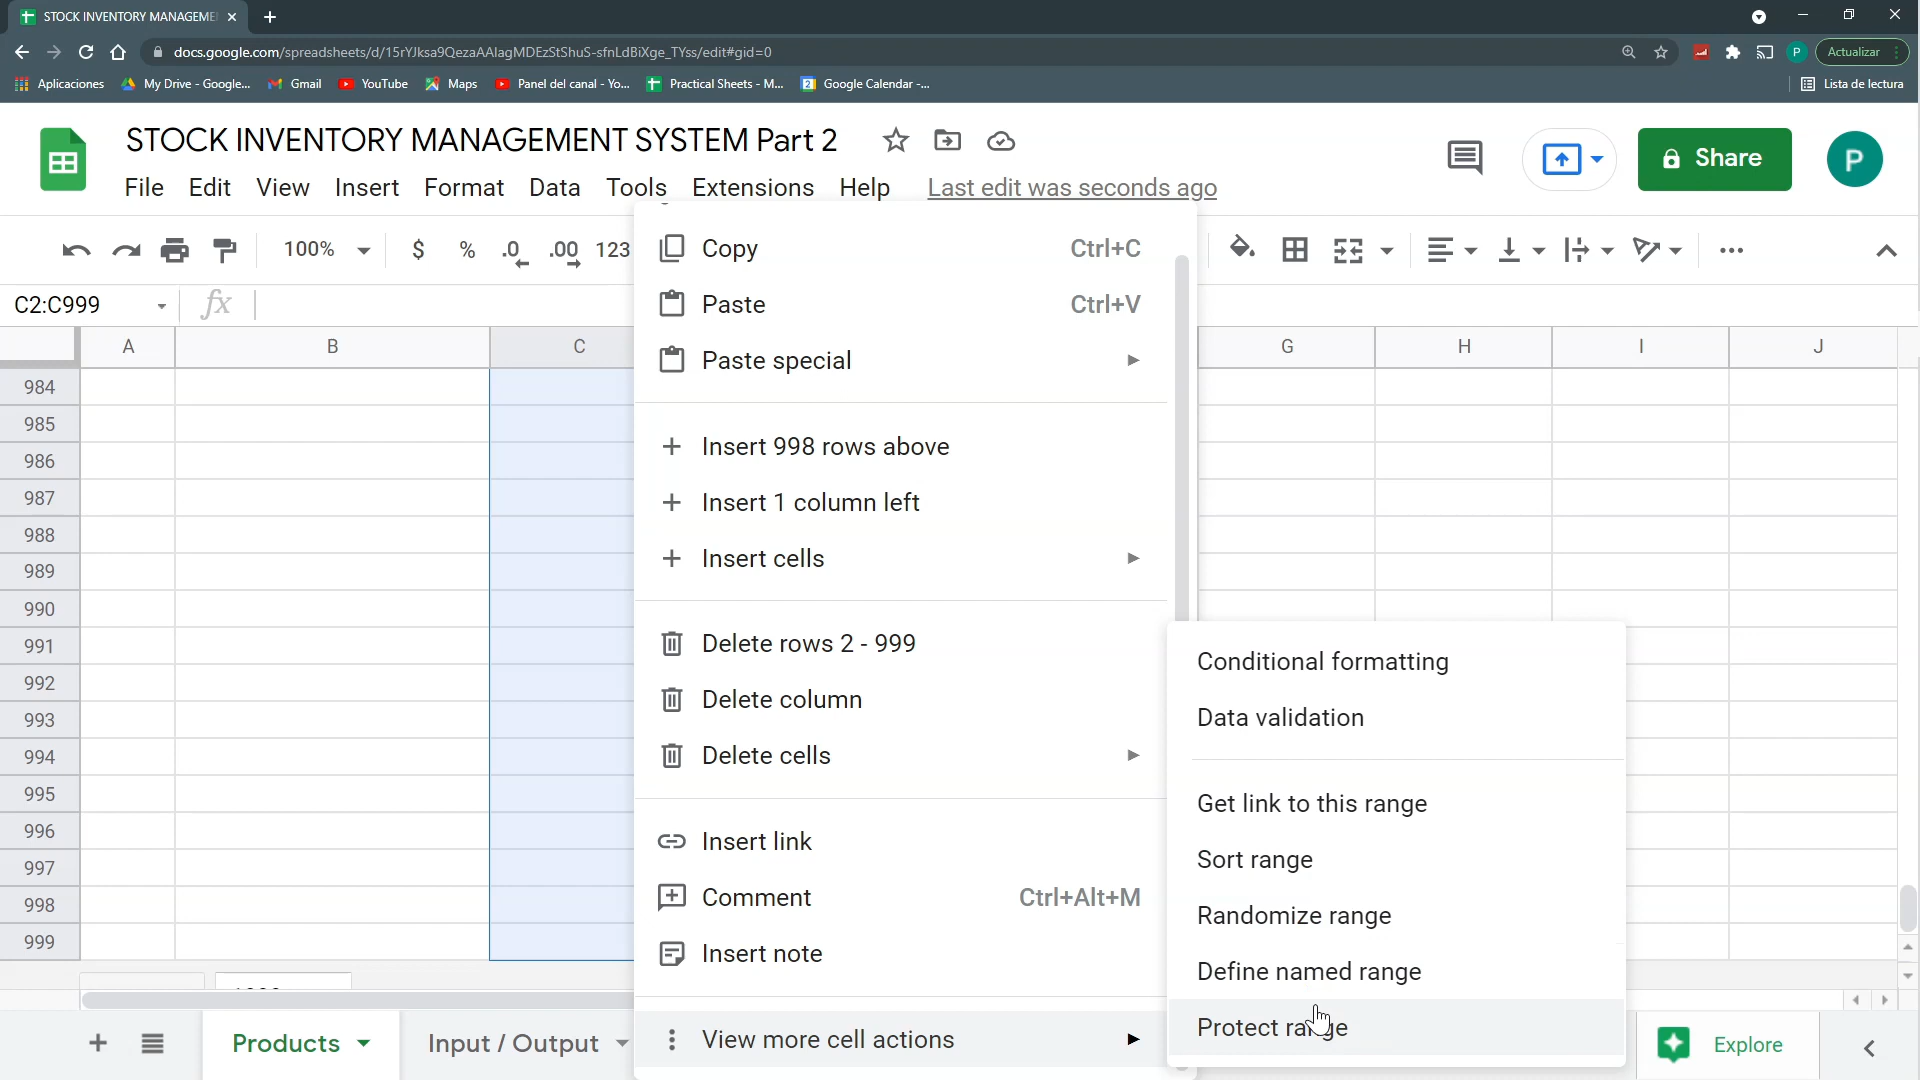 STOCK INVENTORY MANAGEME
docs.google.com/spreadsheets/d/15rYJksa9QezaAAlagMDEzStShuS-sfnLdBiXge_TYss/edit#gid=0
P
Actualizar
Aplicaciones
My Drive - Google...
Gmail
YouTube
Maps
Panel del canal - Yo...
Practical Sheets - M...
Google Calendar -...
Lista de lectura
STOCK INVENTORY MANAGEMENT SYSTEM Part 2
Share
P
File Edit View Insert Format Data Tools Extensions Help Last edit was seconds ago
100% $ % .0 .00 123
C2:C999 fx
A B C G H I J
984
985
986
987
988
989
990
991
992
993
994
995
996
997
998
999
Copy Ctrl+C
Paste Ctrl+V
Paste special
Insert 998 rows above
Insert 1 column left
Insert cells
Delete rows 2 - 999
Delete column
Delete cells
Insert link
Comment Ctrl+Alt+M
Insert note
View more cell actions
Conditional formatting
Data validation
Get link to this range
Sort range
Randomize range
Define named range
Protect range
Products
Input / Output
Explore